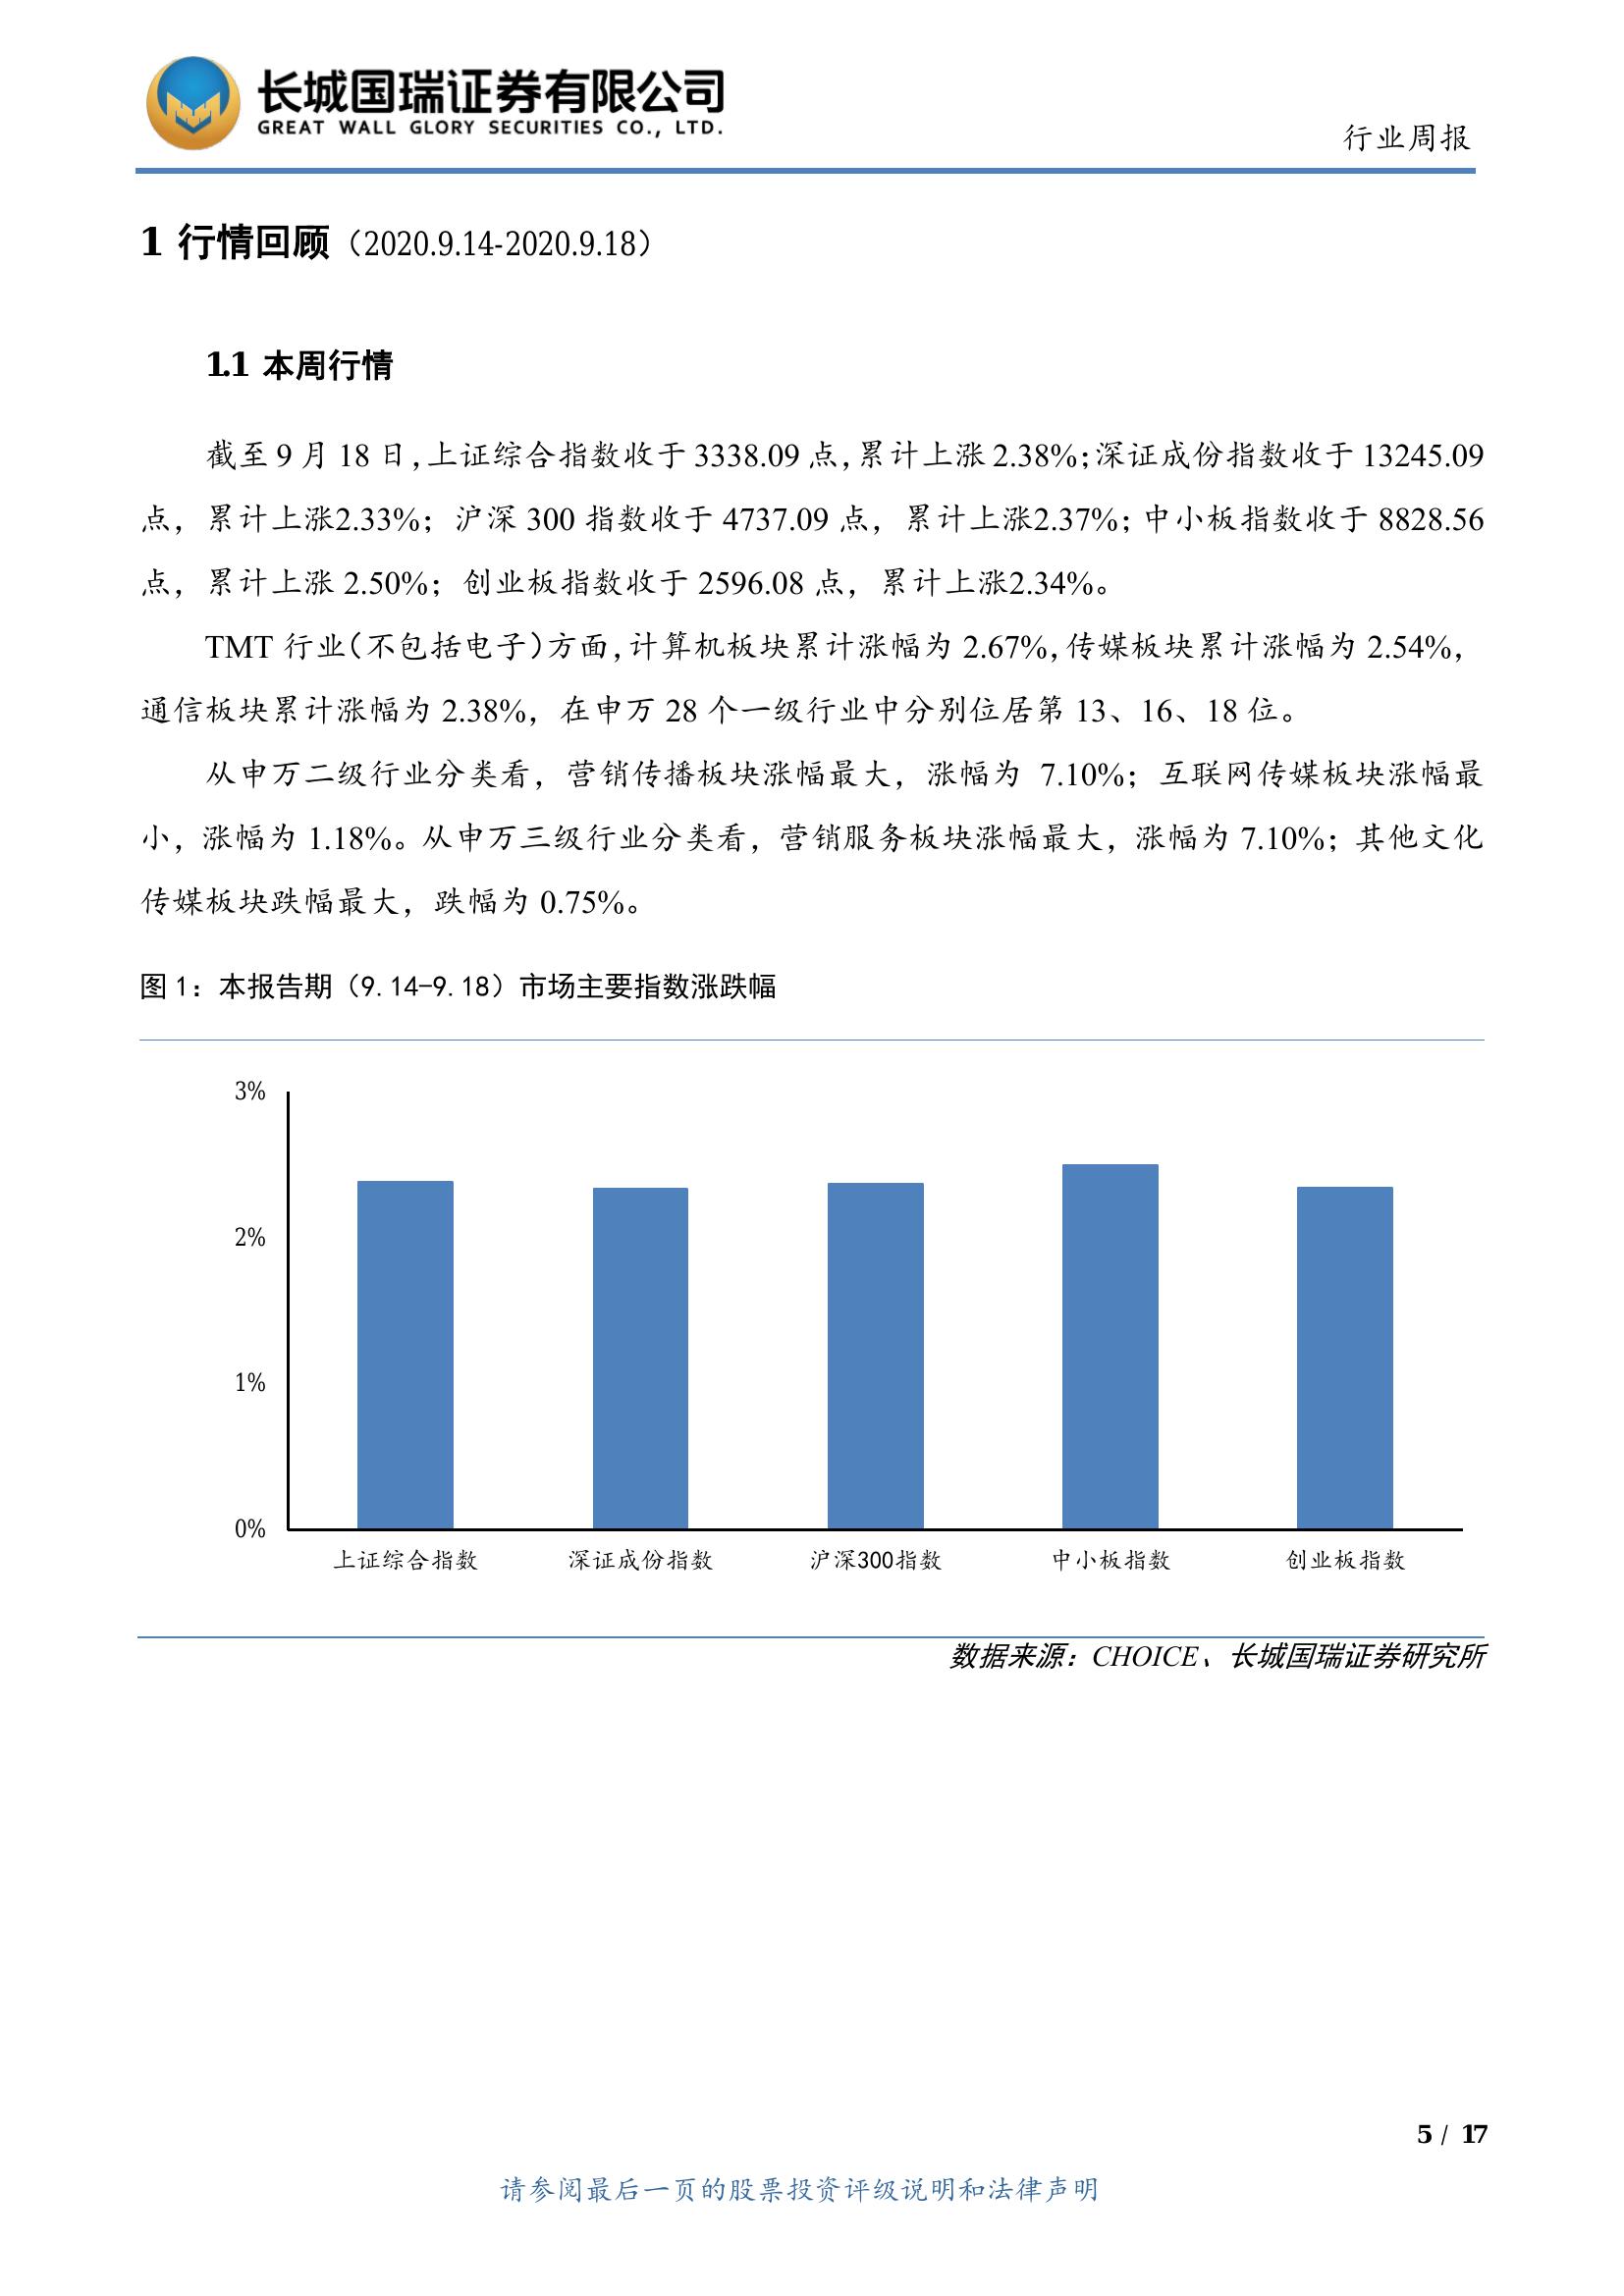 长城国瑞证券有限公司
GREAT WALL GLORY SECURITIES CO., LTD.
行业周报
1 行情回顾（2020.9.14-2020.9.18）
1.1 本周行情
截至 9 月 18 日，上证综合指数收于 3338.09 点，累计上涨 2.38%；深证成份指数收于 13245.09
点，累计上涨2.33%；沪深 300 指数收于 4737.09 点，累计上涨2.37%；中小板指数收于 8828.56
点，累计上涨 2.50%；创业板指数收于 2596.08 点，累计上涨2.34%。
TMT 行业（不包括电子）方面，计算机板块累计涨幅为 2.67%，传媒板块累计涨幅为 2.54%，
通信板块累计涨幅为 2.38%，在申万 28 个一级行业中分别位居第 13、16、18 位。
从申万二级行业分类看，营销传播板块涨幅最大，涨幅为 7.10%；互联网传媒板块涨幅最
小，涨幅为 1.18%。从申万三级行业分类看，营销服务板块涨幅最大，涨幅为 7.10%；其他文化
传媒板块跌幅最大，跌幅为 0.75%。
图 1：本报告期（9.14-9.18）市场主要指数涨跌幅
3%
2%
1%
0%
上证综合指数 深证成份指数 沪深300指数 中小板指数 创业板指数
数据来源：CHOICE、长城国瑞证券研究所
5 / 17
请参阅最后一页的股票投资评级说明和法律声明